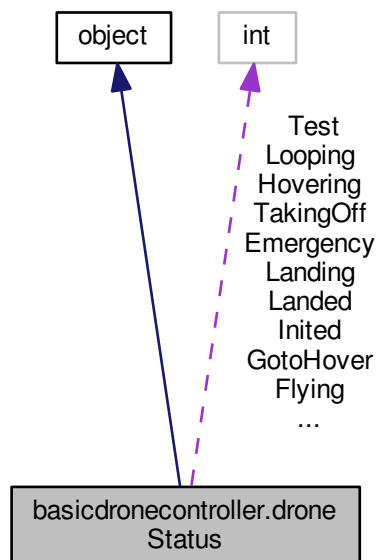 object
int
Test
Looping
Hovering
TakingOff
Emergency
Landing
Landed
Inited
GotoHover
Flying
...
basicdronecontroller.drone
Status